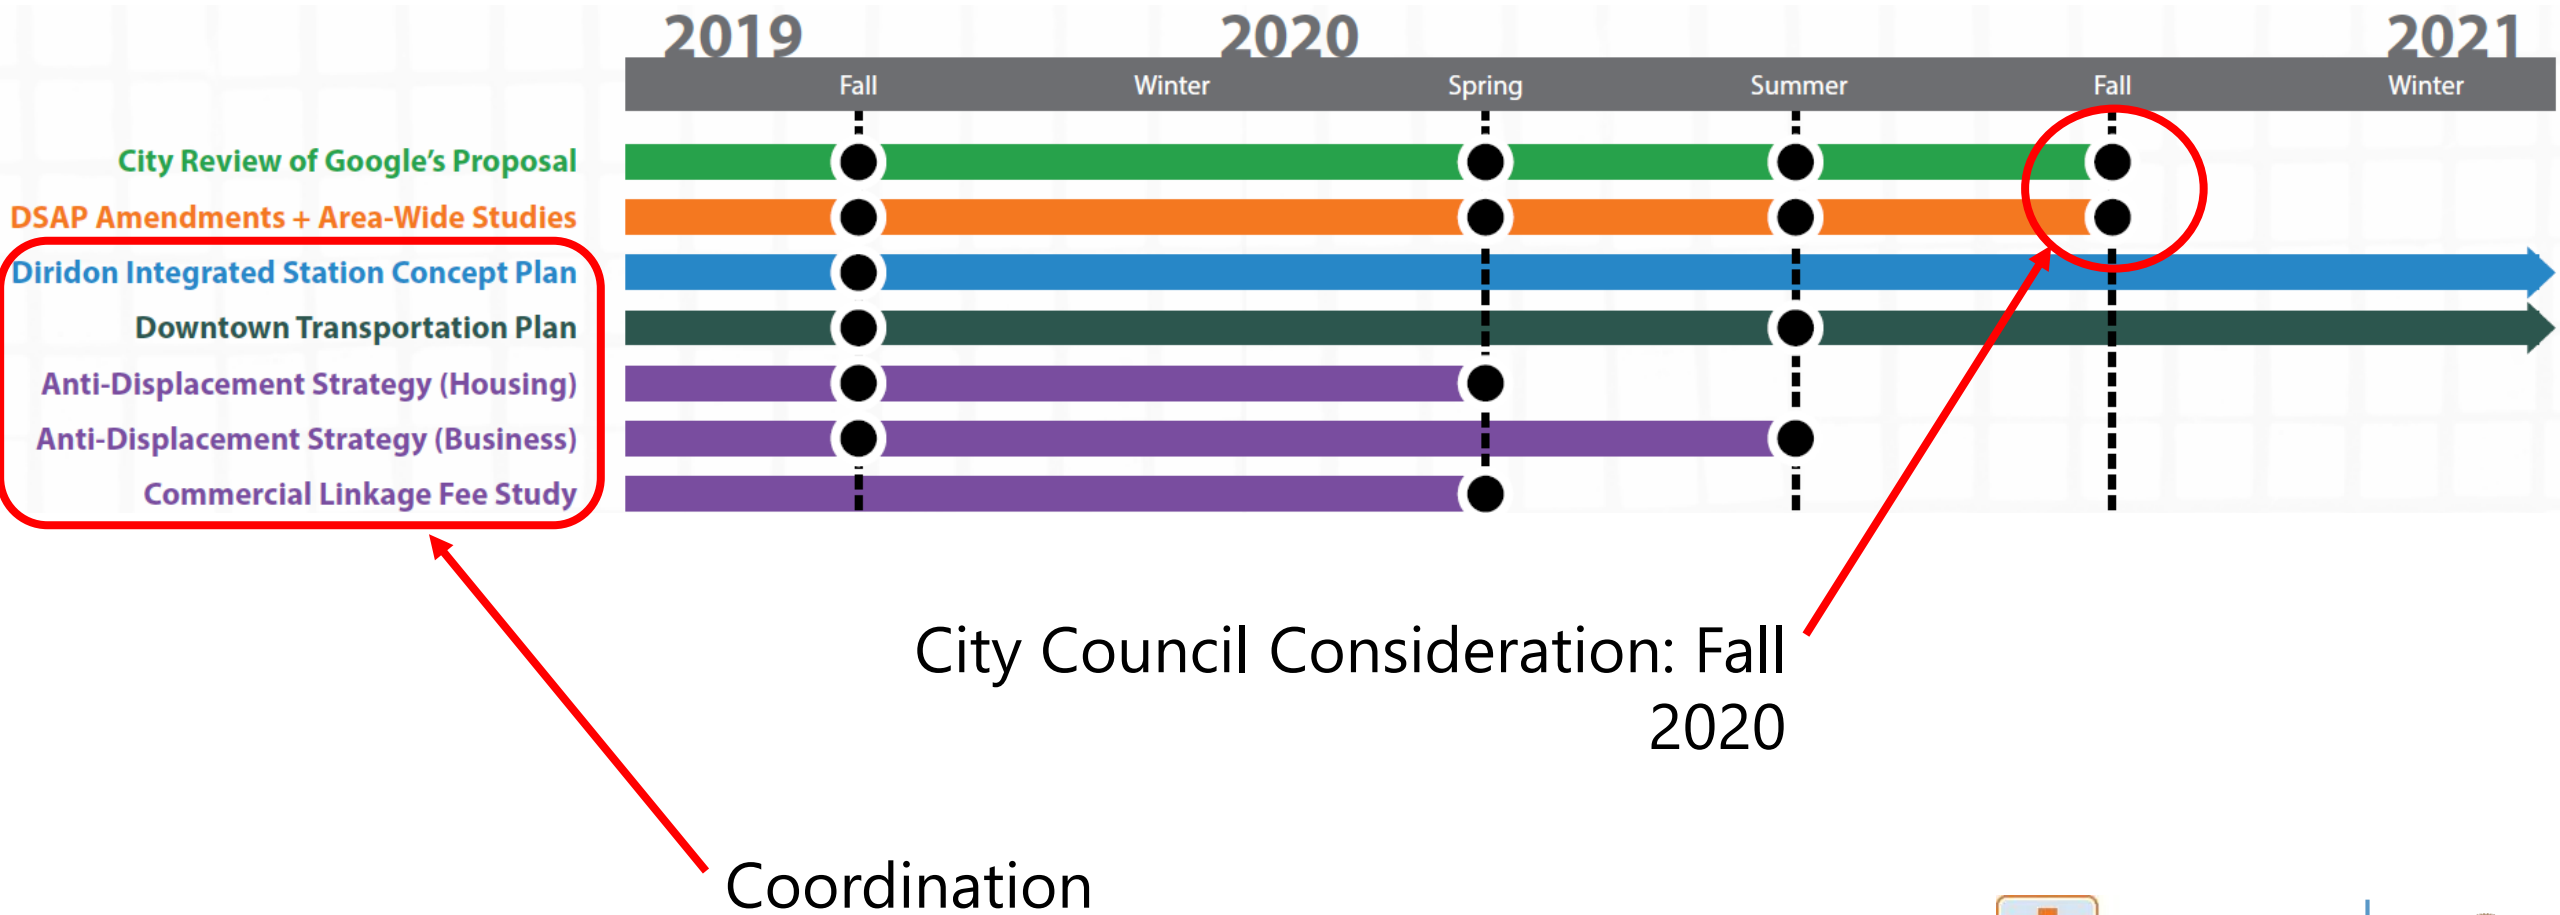 2019 2020 2021
Fall Winter Spring Summer Fall Winter
City Review of Google's Proposal
DSAP Amendments + Area-Wide Studies
Diridon Integrated Station Concept Plan
Downtown Transportation Plan
Anti-Displacement Strategy (Housing)
Anti-Displacement Strategy (Business)
Commercial Linkage Fee Study
City Council Consideration: Fall
2020
Coordination